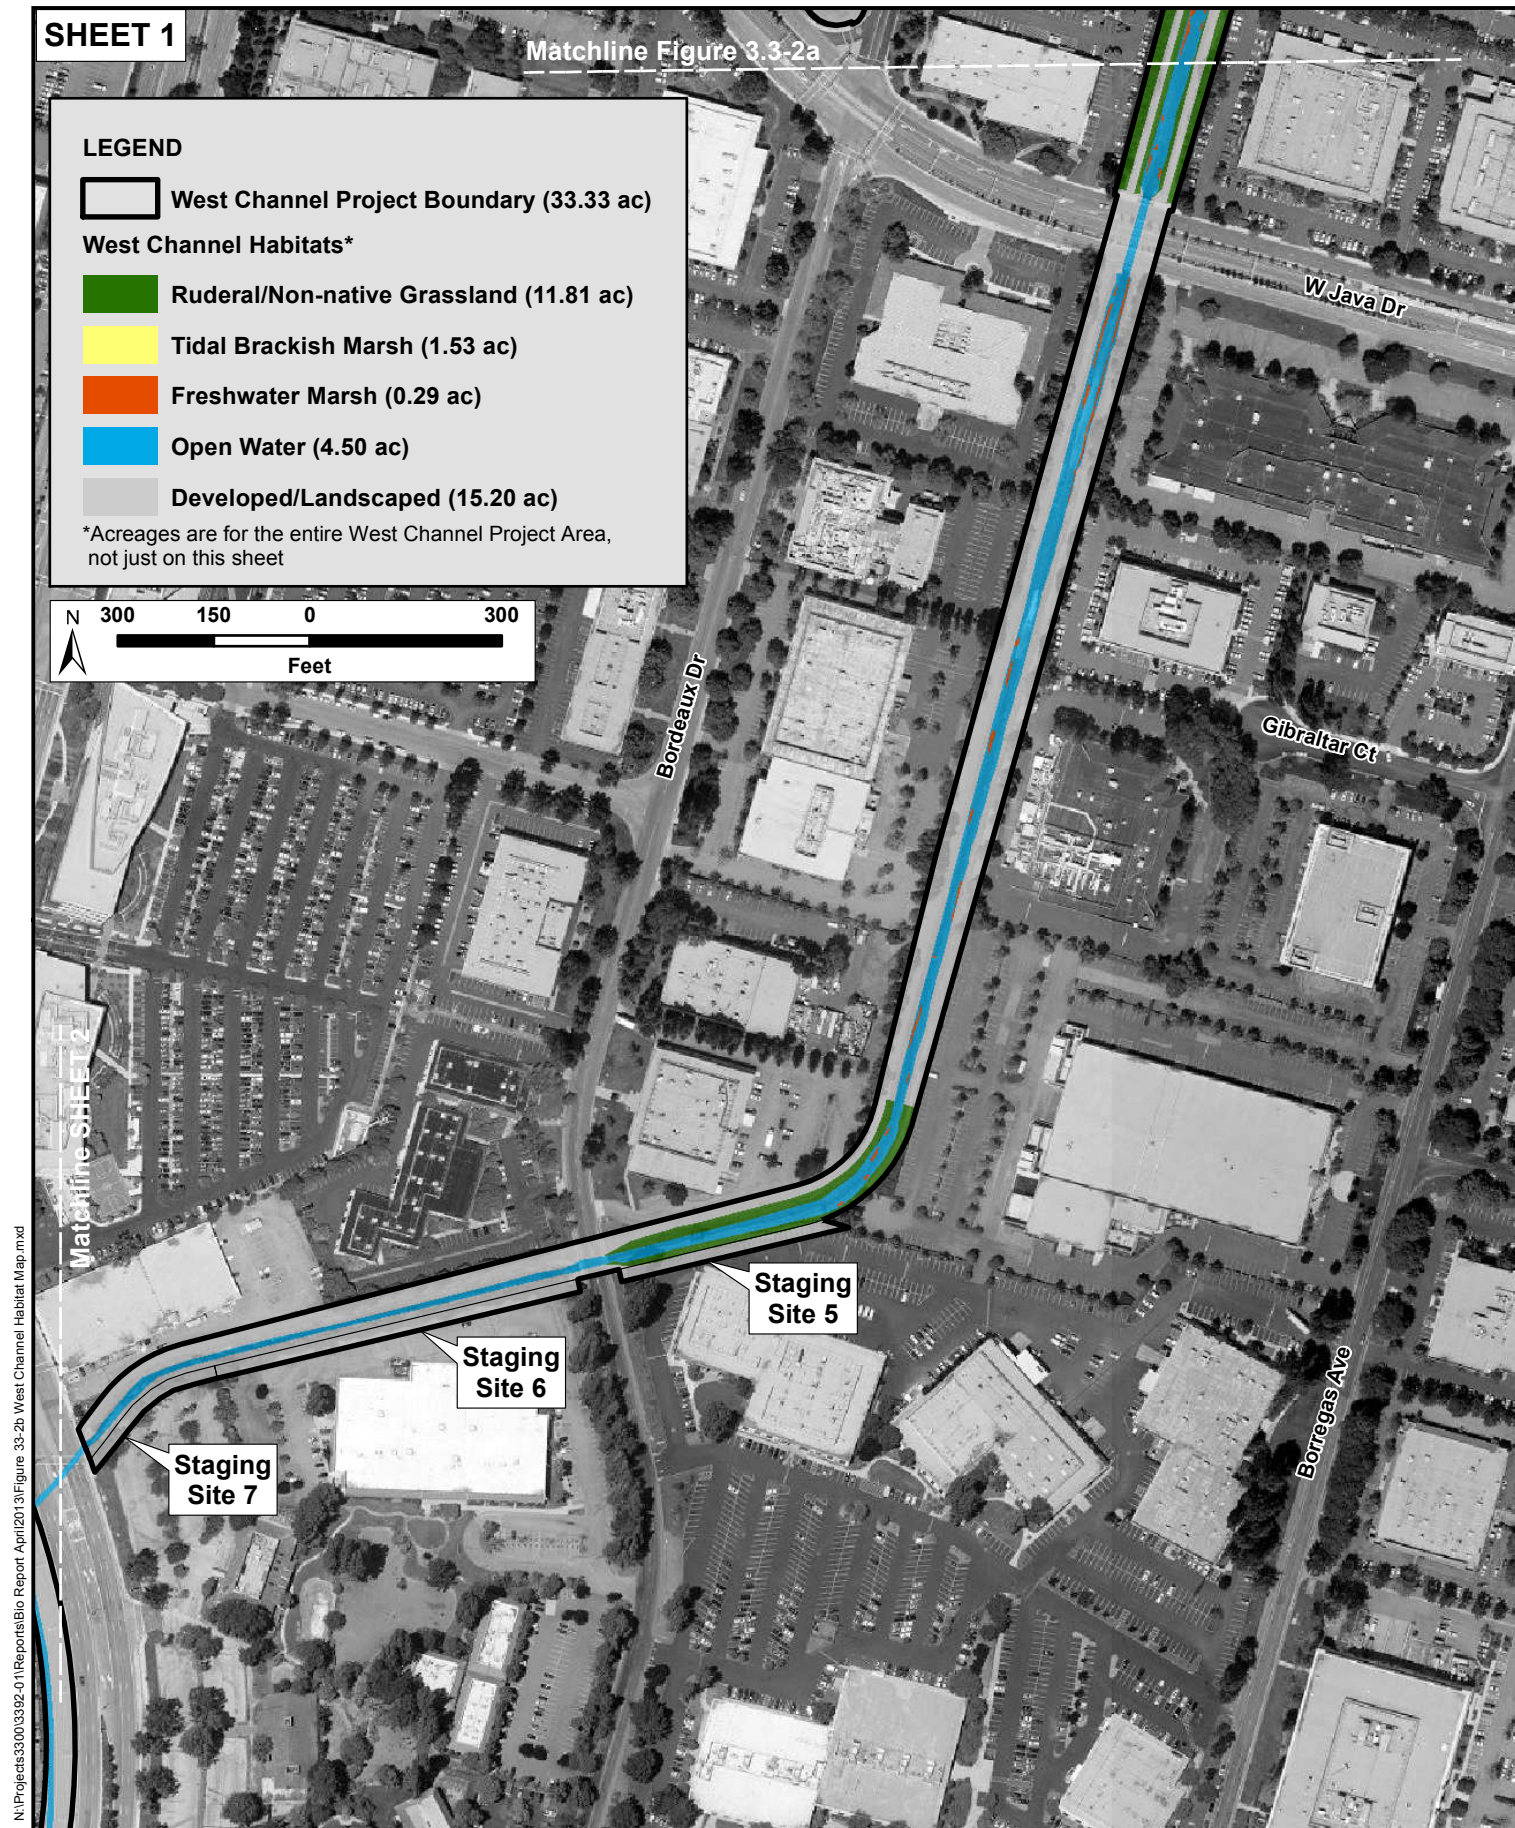 SHEET 1
Matchline Figure 3.3-2a
LEGEND
West Channel Project Boundary (33.33 ac)
West Channel Habitats*
Ruderal/Non-native Grassland (11.81 ac)
Tidal Brackish Marsh (1.53 ac)
Freshwater Marsh (0.29 ac)
Open Water (4.50 ac)
Developed/Landscaped (15.20 ac)
*Acreages are for the entire West Channel Project Area,
not just on this sheet
N
300 150 0 300
Feet
W Java Dr
Bordeaux Dr
Gibraltar Ct
Matchline SHEET 2
Staging
Site 5
Staging
Site 6
Staging
Site 7
Borregas Ave
N:\Projects3300\3392-01\Reports\Bio Report April2013\Figure 33-2b West Channel Habitat Map.mxd